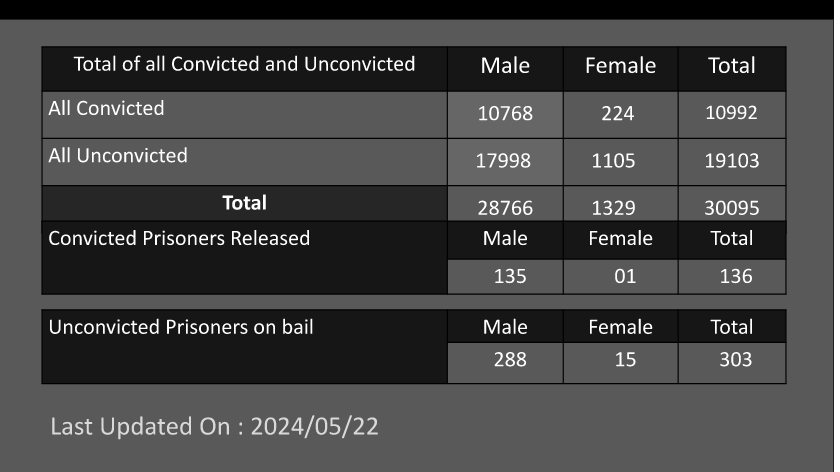 Total of all Convicted and Unconvicted Male Female Total
All Convicted 10768 224 10992
All Unconvicted 17998 1105 19103
Total 28766 1329 30095
Convicted Prisoners Released Male Female Total
135 01 136
Unconvicted Prisoners on bail Male Female Total
288 15 303
Last Updated On : 2024/05/22